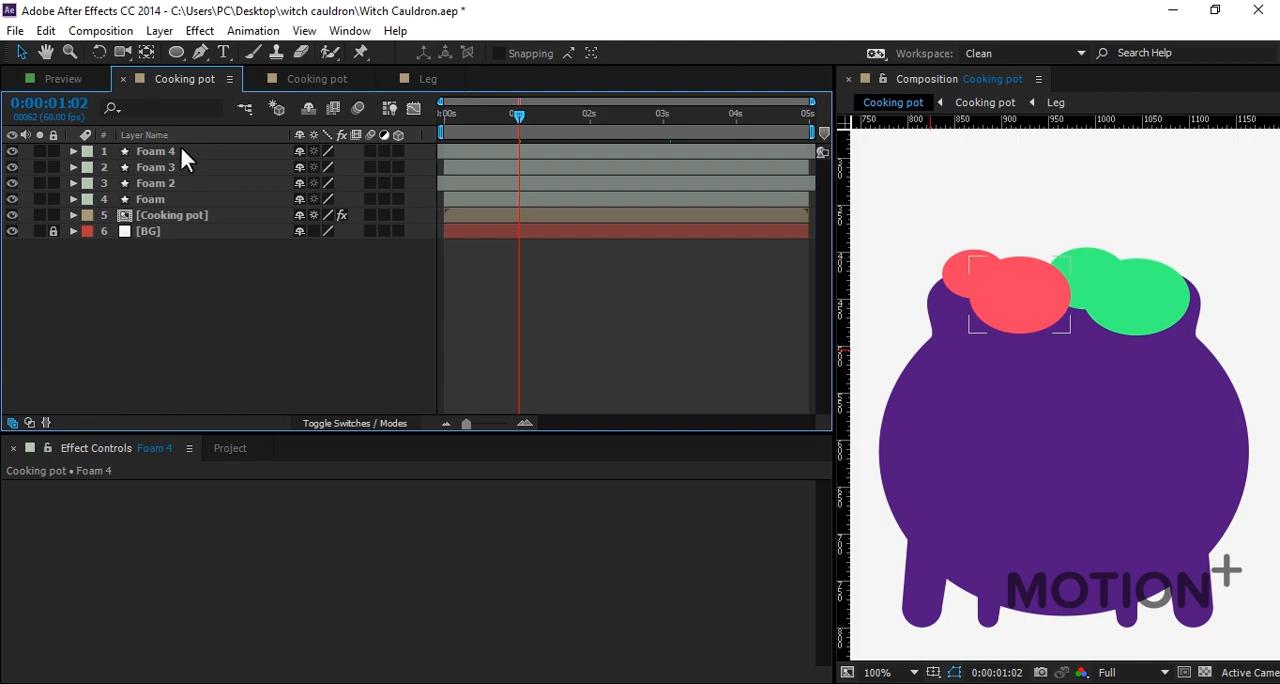 Adobe After Effects CC 2014 - C:\Users\PC\Desktop\witch cauldron\Witch Cauldron.aep *
File Edit Composition Layer Effect Animation View Window Help
Snapping
Workspace: Clean
Search Help
Preview
Cooking pot
Cooking pot
Leg
Composition Cooking pot
0:00:01:02
00062 (60.00 fps)
Cooking pot Cooking pot Leg
# Layer Name
02s 03s 04s 05s
750 800 850 900 950 1000 1050 1100 1150
1 Foam 4
2 Foam 3
3 Foam 2
4 Foam
5 [Cooking pot]
6 [BG]
Toggle Switches / Modes
Effect Controls Foam 4
Project
Cooking pot • Foam 4
MOTION+
100%
0:00:01:02
Full
Active Came